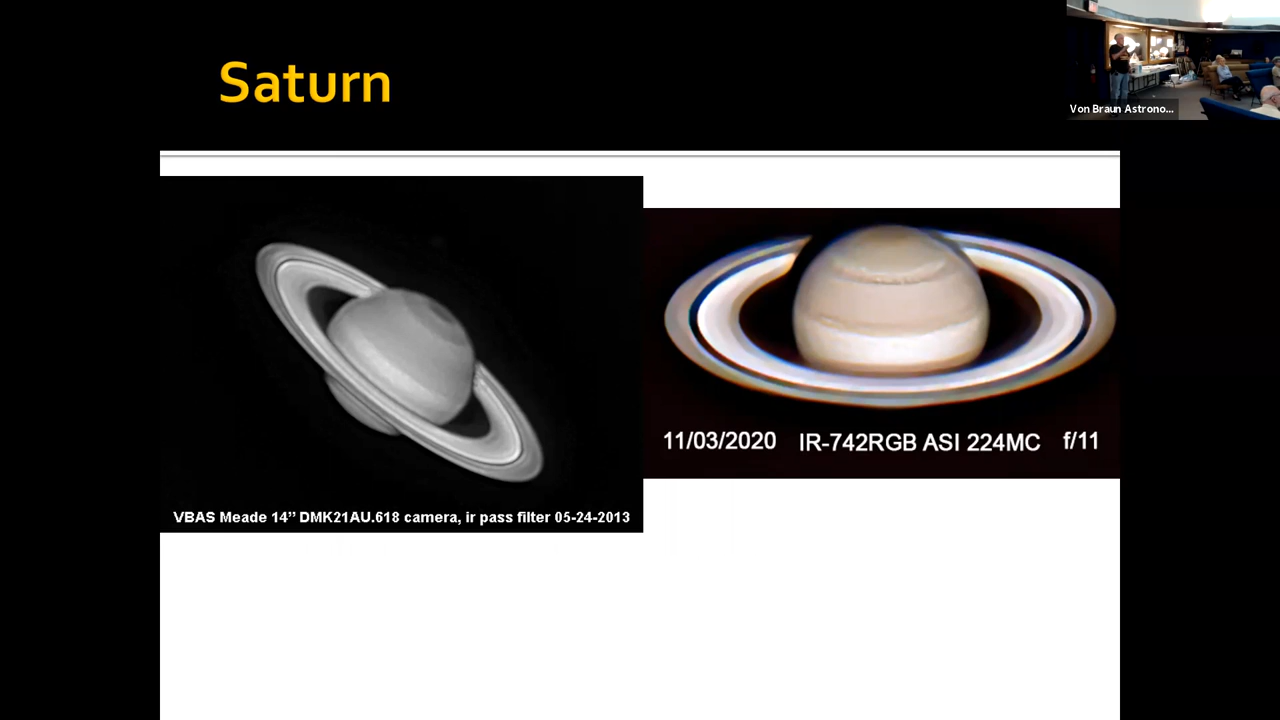 Saturn
Von Braun Astrono...
11/03/2020 IR-742RGB ASI 224MC f/11
VBAS Meade 14” DMK21AU.618 camera, ir pass filter 05-24-2013